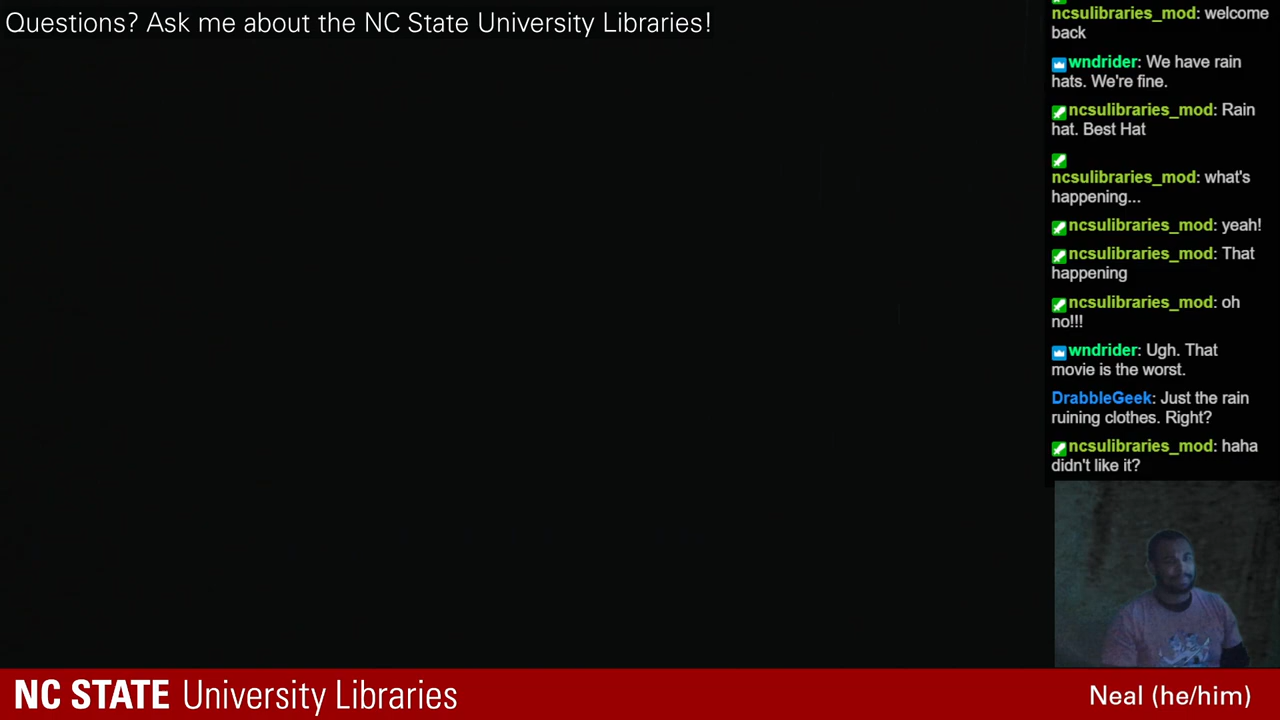 Questions? Ask me about the NC State University Libraries!
ncsulibraries_mod: welcome
back
wndrider: We have rain
hats. We're fine.
ncsulibraries_mod: Rain
hat. Best Hat
ncsulibraries_mod: what's
happening...
ncsulibraries_mod: yeah!
ncsulibraries_mod: That
happening
ncsulibraries_mod: oh
no!!!
wndrider: Ugh. That
movie is the worst.
DrabbleGeek: Just the rain
ruining clothes. Right?
ncsulibraries_mod: haha
didn't like it?
NC STATE University Libraries
Neal (he/him)